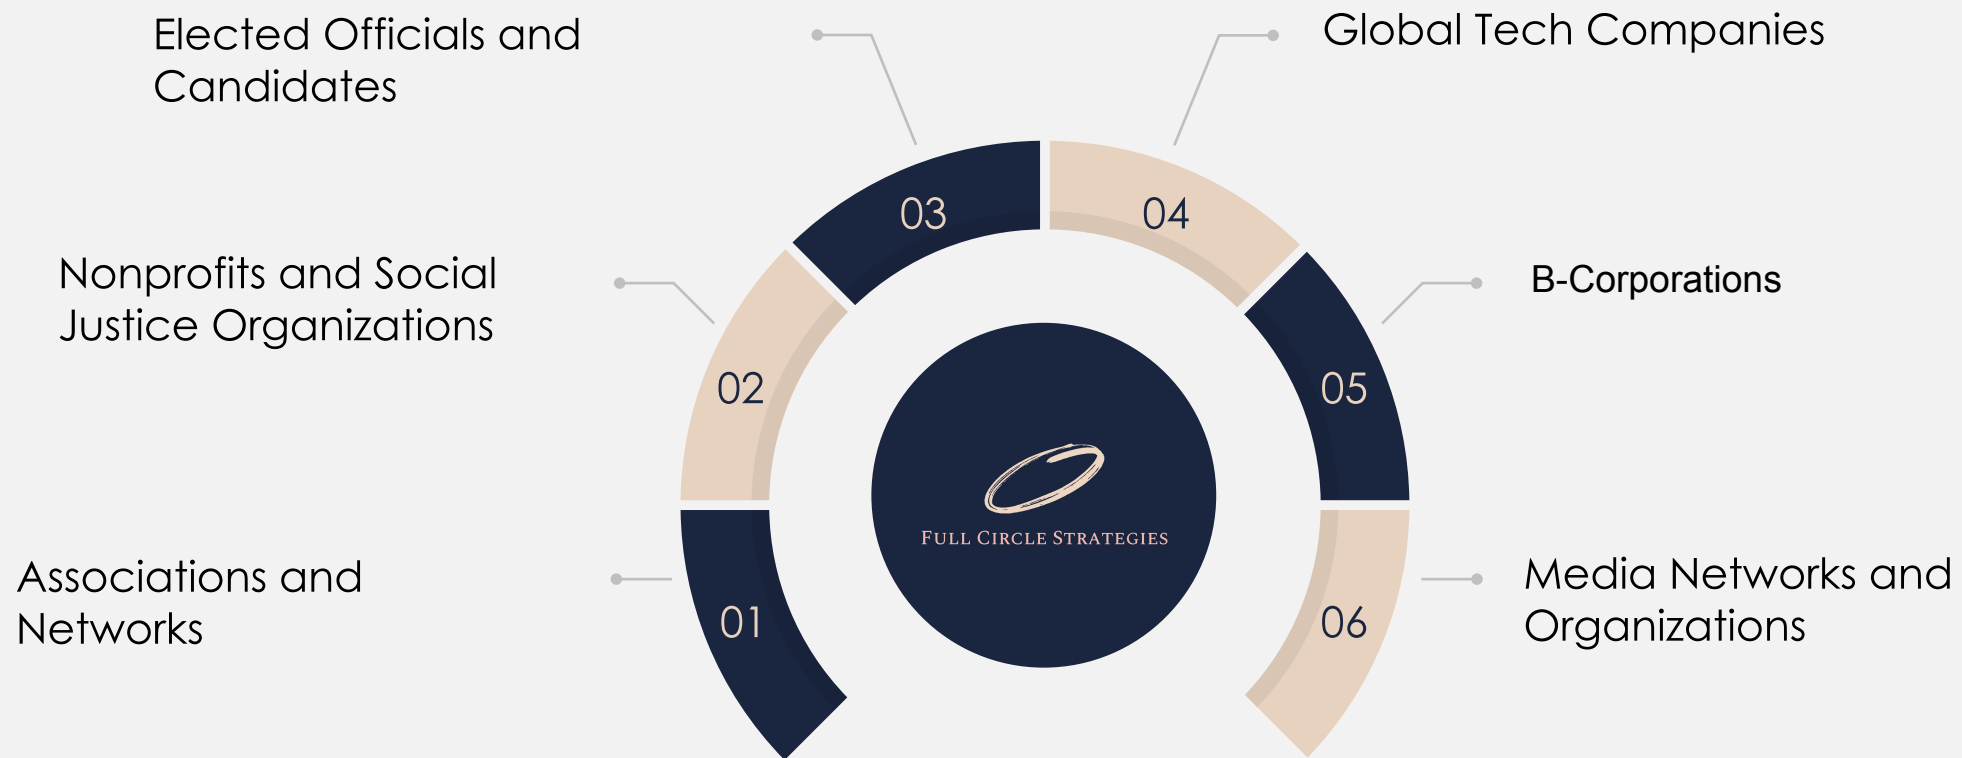 Elected Officials and
Candidates
Global Tech Companies
03
04
Nonprofits and Social
Justice Organizations
B-Corporations
02
05
FULL CIRCLE STRATEGIES
Associations and
Networks
01
06
Media Networks and
Organizations